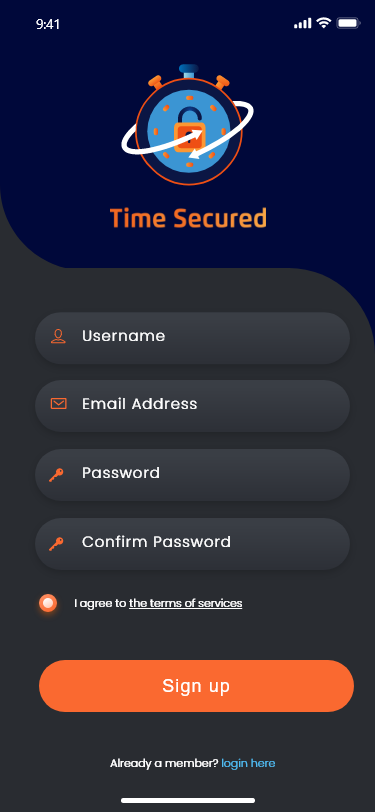 9:41
Time Secured
Username
Email Address
Password
Confirm Password
I agree to the terms of services
Sign up
Already a member? login here